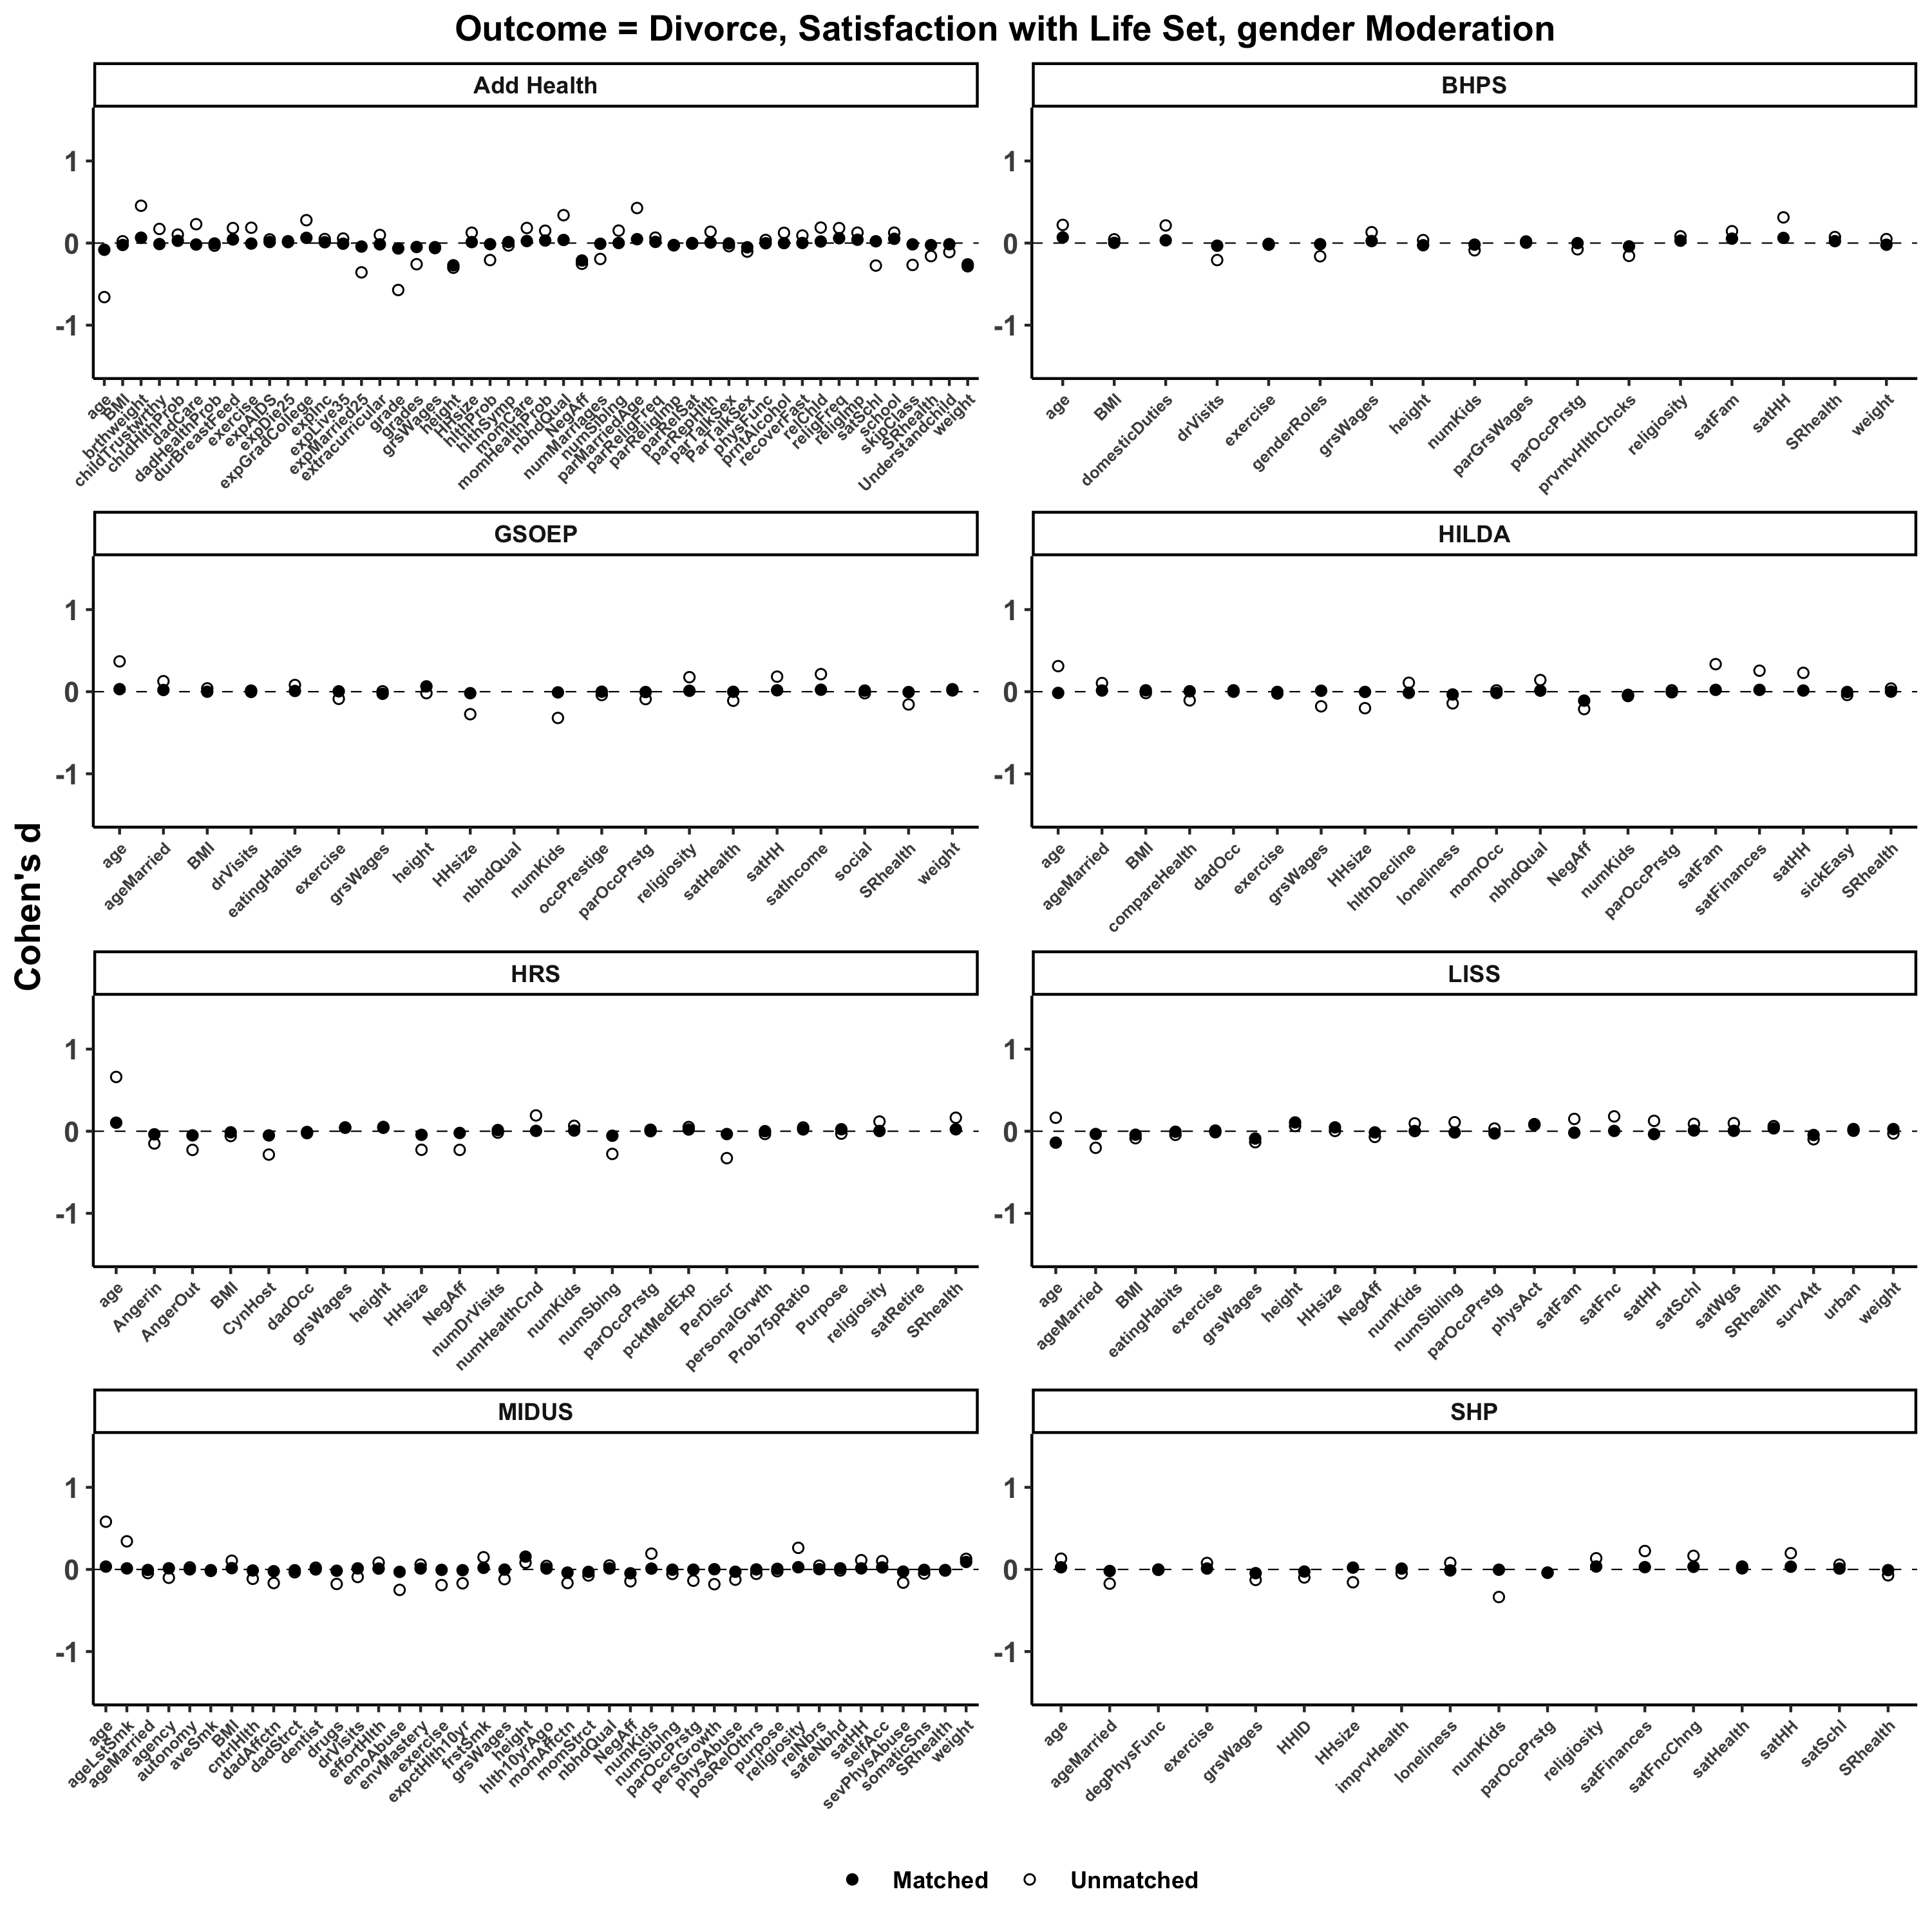 Outcome = Divorce, Satisfaction with Life Set, gender Moderation
Cohen's d
Add Health
1
0
-1
age
BMI
brthweight
childTrustwrthy
chldHlthProb
dadCare
dadHealthProb
durBreastFeed
exercise
expAIDS
expDie25
expGradCollege
expInc
expLive35
expMarried25
extracurricular
grade
grades
grsWages
height
HHsize
hlthProb
hlthSymp
momCare
momHealthProb
nbhdQual
NegAff
numMarriages
numSiblng
parMarriedAge
parReligFreq
parReligImp
parRelSat
parRepHlth
parTalkSex
ParTalkSex
physFunc
prntAlcohol
recoverFast
relChld
religFreq
religImp
satSchl
school
skipClass
SRhealth
Understandchild
weight
BHPS
1
0
-1
age
BMI
domesticDuties
drVisits
exercise
genderRoles
grsWages
height
numKids
parGrsWages
parOccPrstg
prvntvHlthChcks
religiosity
satFam
satHH
SRhealth
weight
GSOEP
1
0
-1
age
ageMarried
BMI
drVisits
eatingHabits
exercise
grsWages
height
HHsize
nbhdQual
numKids
occPrestige
parOccPrstg
religiosity
satHealth
satHH
satIncome
social
SRhealth
weight
HILDA
1
0
-1
age
ageMarried
BMI
compareHealth
dadOcc
exercise
grsWages
HHsize
hlthDecline
loneliness
momOcc
nbhdQual
NegAff
numKids
parOccPrstg
satFam
satFinances
satHH
sickEasy
SRhealth
HRS
1
0
-1
age
Angerin
AngerOut
BMI
CynHost
dadOcc
grsWages
height
HHsize
NegAff
numDrVisits
numHealthCnd
numKids
numSblng
parOccPrstg
pcktMedExp
PerDiscr
personalGrwth
Prob75pRatio
Purpose
religiosity
satRetire
SRhealth
LISS
1
0
-1
age
ageMarried
BMI
eatingHabits
exercise
grsWages
height
HHsize
NegAff
numKids
numSibling
parOccPrstg
physAct
satFam
satFnc
satHH
satSchl
satWgs
SRhealth
survAtt
urban
weight
MIDUS
1
0
-1
age
ageLstSmk
ageMarried
agency
autonomy
aveSmk
BMI
cntrlHlth
dadAffctn
dadStrct
dentist
drugs
drVisits
effortHlth
emoAbuse
envMastery
exercise
expctHlth10yr
frstSmk
grsWages
height
hlth10yrAgo
momAffctn
momStrct
nbhdQual
NegAff
numKids
numSiblng
parOccPrstg
persGrowth
physAbuse
posRelOthrs
purpose
religiosity
relNbrs
safeNebhd
satHH
selfAcc
sevPhysAbuse
somaticSns
SRhealth
weight
SHP
1
0
-1
age
ageMarried
degPhysFunc
exercise
grsWages
HHID
HHsize
imprvHealth
loneliness
numKids
parOccPrstg
religiosity
satFinances
satFncChng
satHealth
satHH
satSchl
SRhealth
Matched
Unmatched